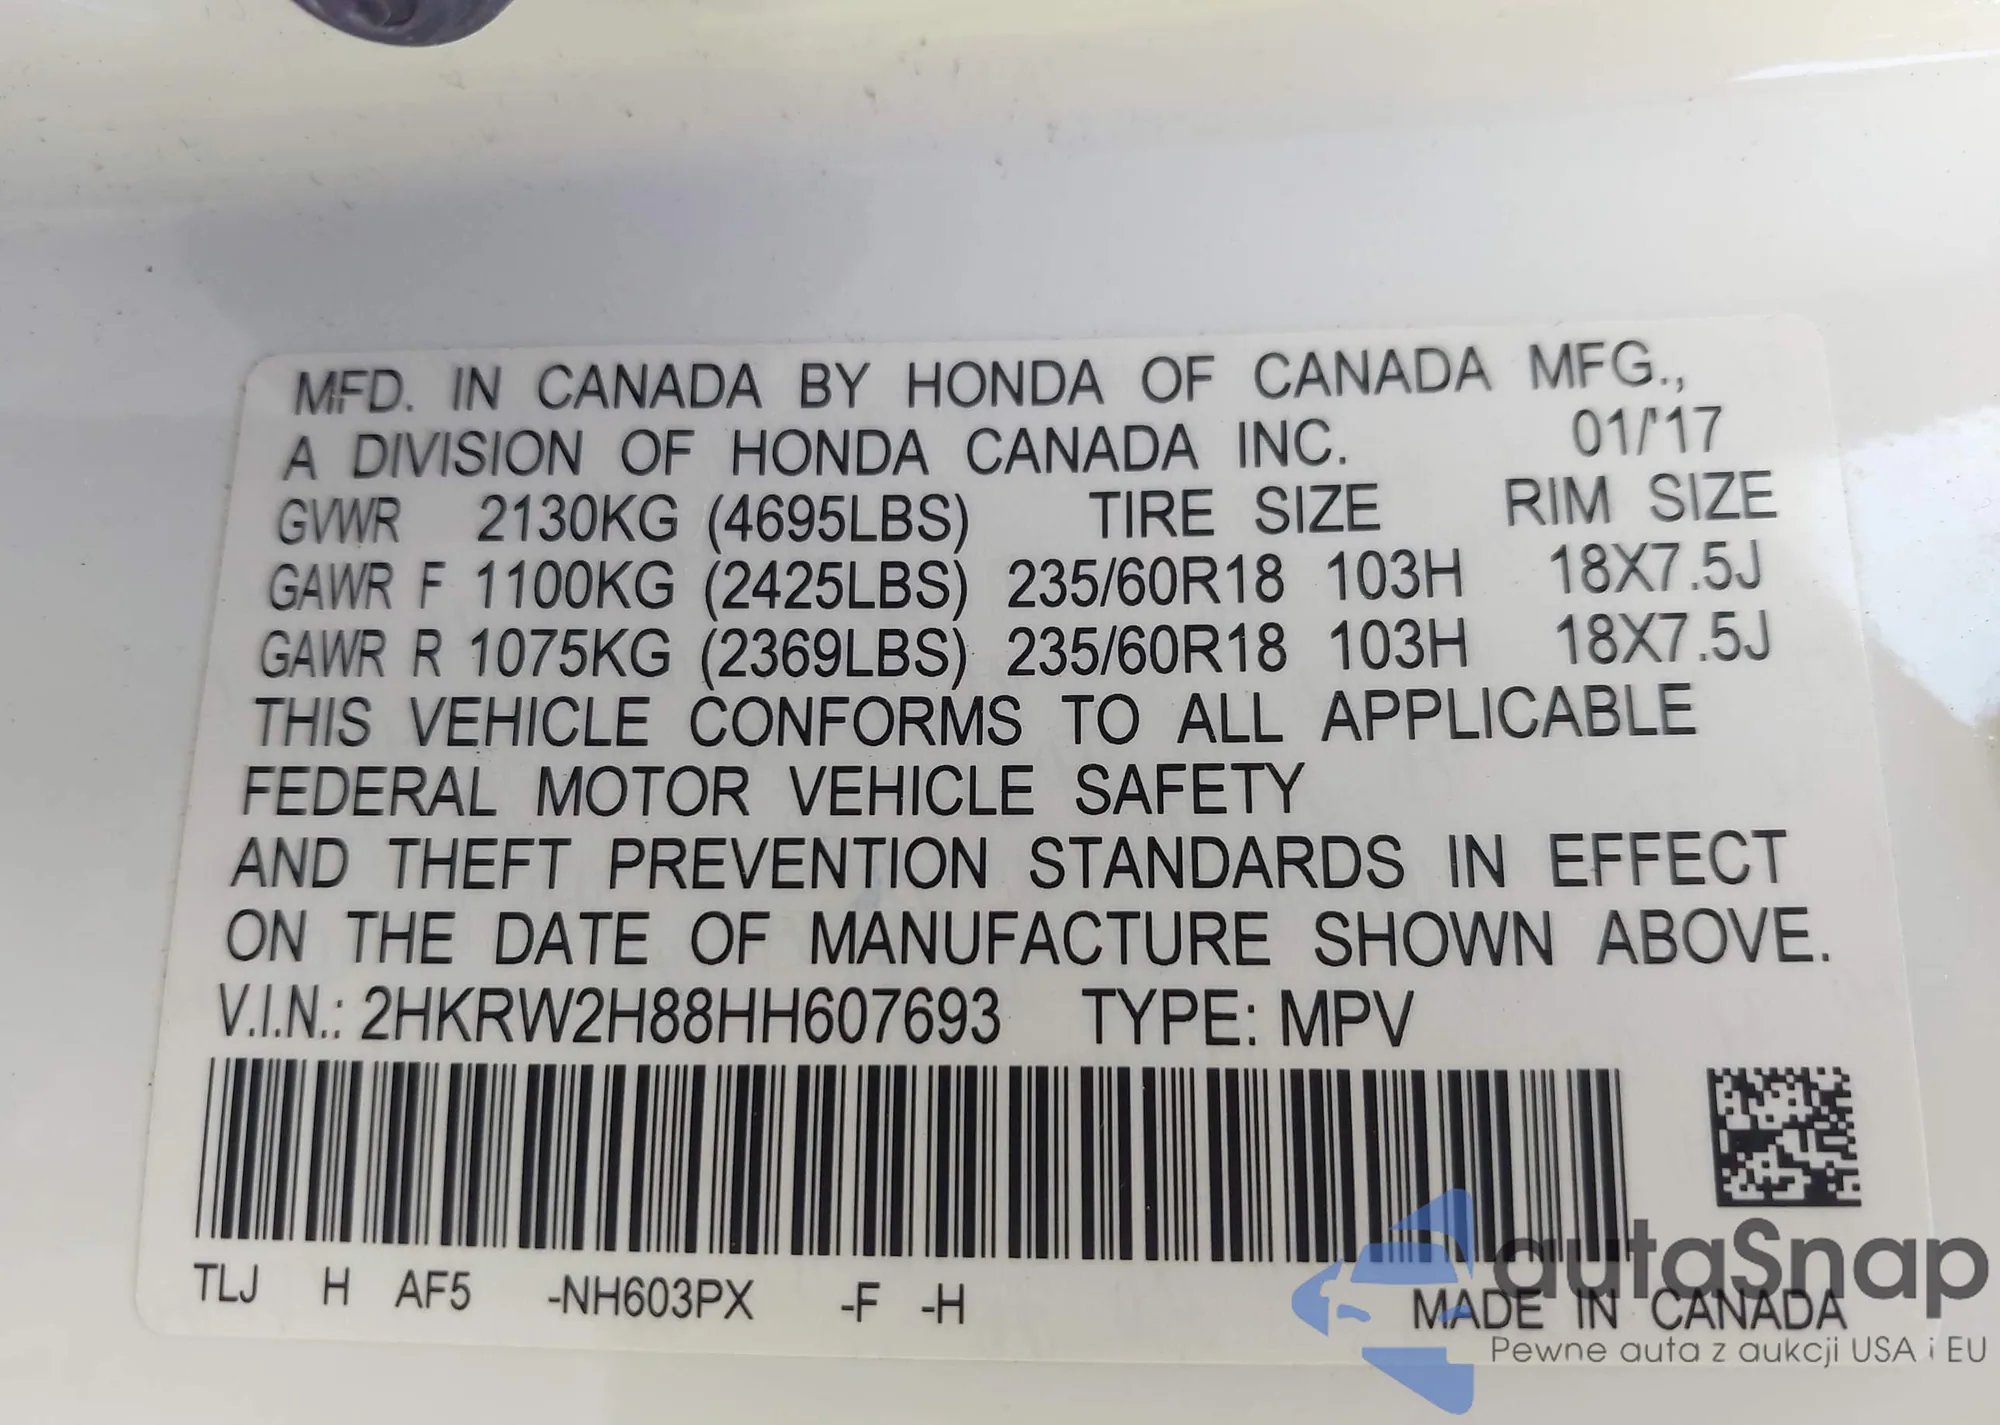 MFD. IN CANADA BY HONDA OF CANADA MFG.,
A DIVISION OF HONDA CANADA INC. 01/'17
GVWR 2130KG (4695LBS) TIRE SIZE RIM SIZE
GAWR F 1100KG (2425LBS) 235/60R18 103H 18X7.5J
GAWR R 1075KG (2369LBS) 235/60R18 103H 18X7.5J
THIS VEHICLE CONFORMS TO ALL APPLICABLE
FEDERAL MOTOR VEHICLE SAFETY
AND THEFT PREVENTION STANDARDS IN EFFECT
ON THE DATE OF MANUFACTURE SHOWN ABOVE.
V.I.N.: 2HKRW2H88HH607693 TYPE: MPV
TLJ H AF5 -NH603PX -F -H
MADE IN CANADA
autaSnap
Pewne auta z aukcji USA i EU